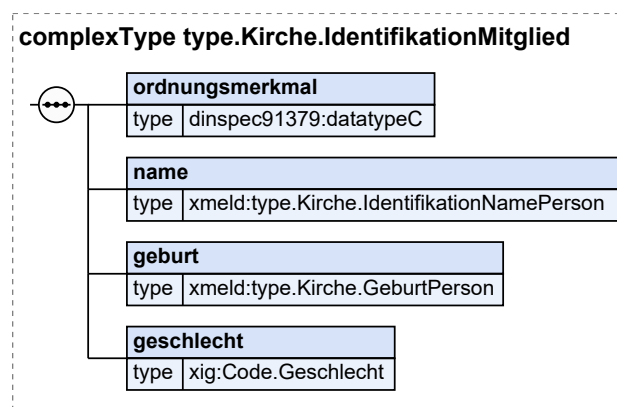 complexType type.Kirche.IdentifikationMitglied
ordnungsmerkmal
type dinspec91379:datatypeC
name
type xmeld:type.Kirche.IdentifikationNamePerson
geburt
type xmeld:type.Kirche.GeburtPerson
geschlecht
type xig:Code.Geschlecht